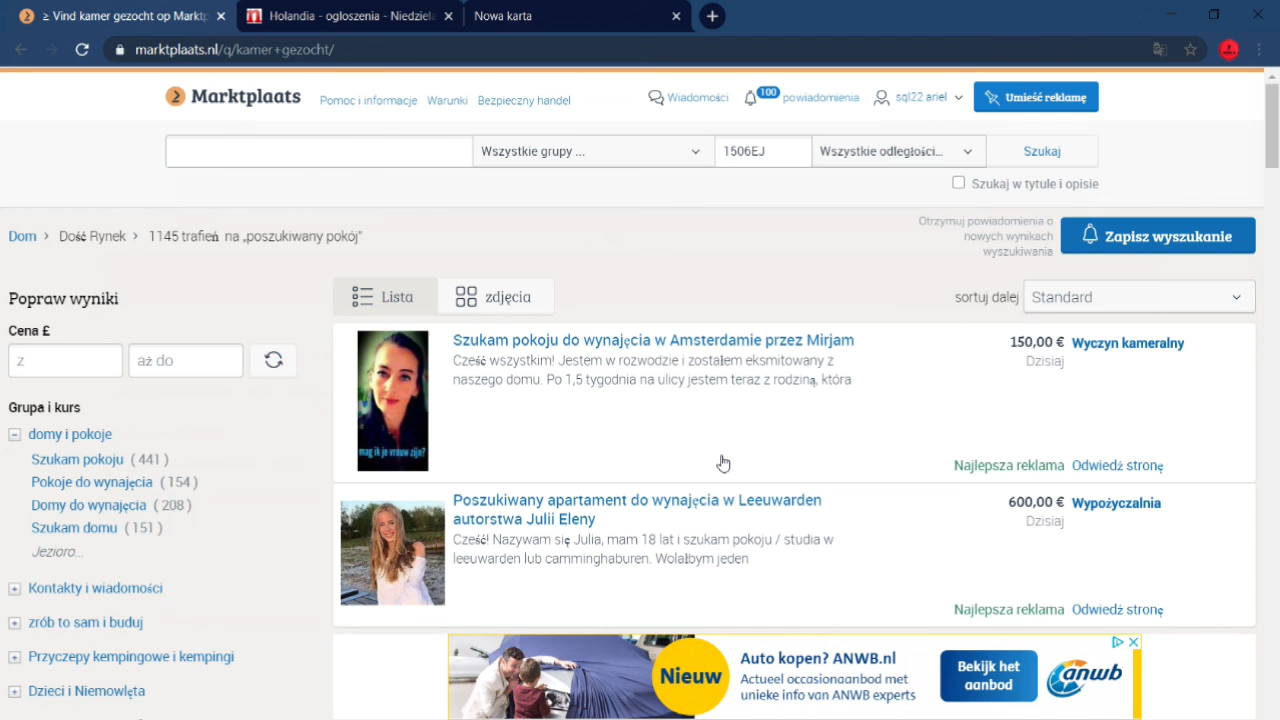 ≥ Vind kamer gezocht op Marktp
Holandia - ogloszenia - Niedziela
Nowa karta
marktplaats.nl/q/kamer+gezocht/
Marktplaats
Pomoc i informacje
Warunki
Bezpieczny handel
Wiadomości
100
powiadomienia
sql22 ariel
Umieść reklamę
Wszystkie grupy ...
1506EJ
Wszystkie odległości...
Szukaj
Szukaj w tytule i opisie
Dom > Dość Rynek > 1145 trafień na „poszukiwany pokój”
Otrzymuj powiadomienia o
nowych wynikach
wyszukiwania
Zapisz wyszukanie
Popraw wyniki
Lista
zdjęcia
sortuj dalej
Standard
Cena £
z
aż do
Grupa i kurs
domy i pokoje
Szukam pokoju ( 441 )
Pokoje do wynajęcia ( 154 )
Domy do wynajęcia ( 208 )
Szukam domu ( 151 )
Jezioro...
Kontakty i wiadomości
zrób to sam i buduj
Przyczepy kempingowe i kempingi
Dzieci i Niemowlęta
mag ik je vrouw zijn?
Szukam pokoju do wynajęcia w Amsterdamie przez Mirjam
Cześć wszystkim! Jestem w rozwodzie i zostałem eksmitowany z
naszego domu. Po 1,5 tygodnia na ulicy jestem teraz z rodziną, która
150,00 €
Wyczyn kameralny
Dzisiaj
Najlepsza reklama
Odwiedź stronę
Poszukiwany apartament do wynajęcia w Leeuwarden
autorstwa Julii Eleny
Cześć! Nazywam się Julia, mam 18 lat i szukam pokoju / studia w
leeuwarden lub camminghaburen. Wolałbym jeden
600,00 €
Wypożyczalnia
Dzisiaj
Najlepsza reklama
Odwiedź stronę
Nieuw
Auto kopen? ANWB.nl
Actueel occasionaanbod met
unieke info van ANWB experts
Bekijk het
aanbod
anwb